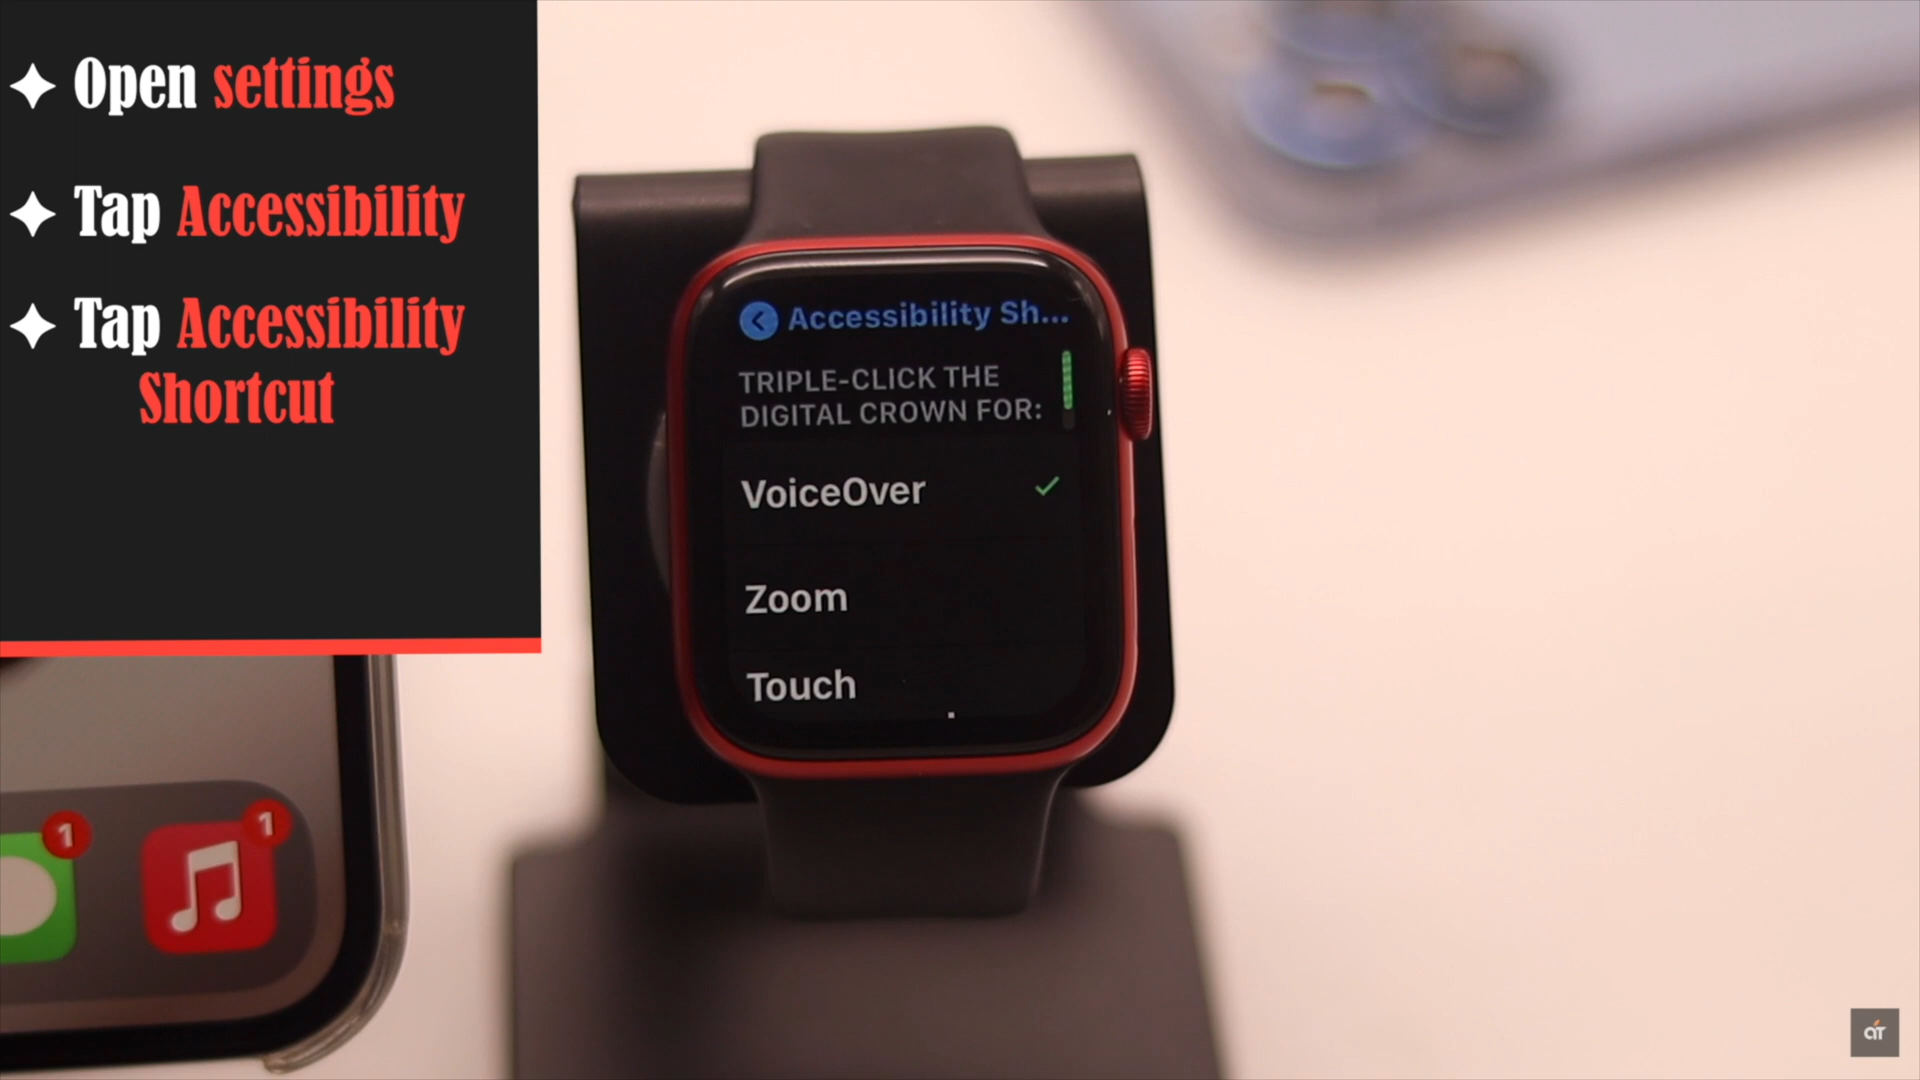 Open settings
Tap Accessibility
Tap Accessibility
Shortcut
Accessibility Sh...
TRIPLE-CLICK THE
DIGITAL CROWN FOR:
VoiceOver
Zoom
Touch
1
1
aт